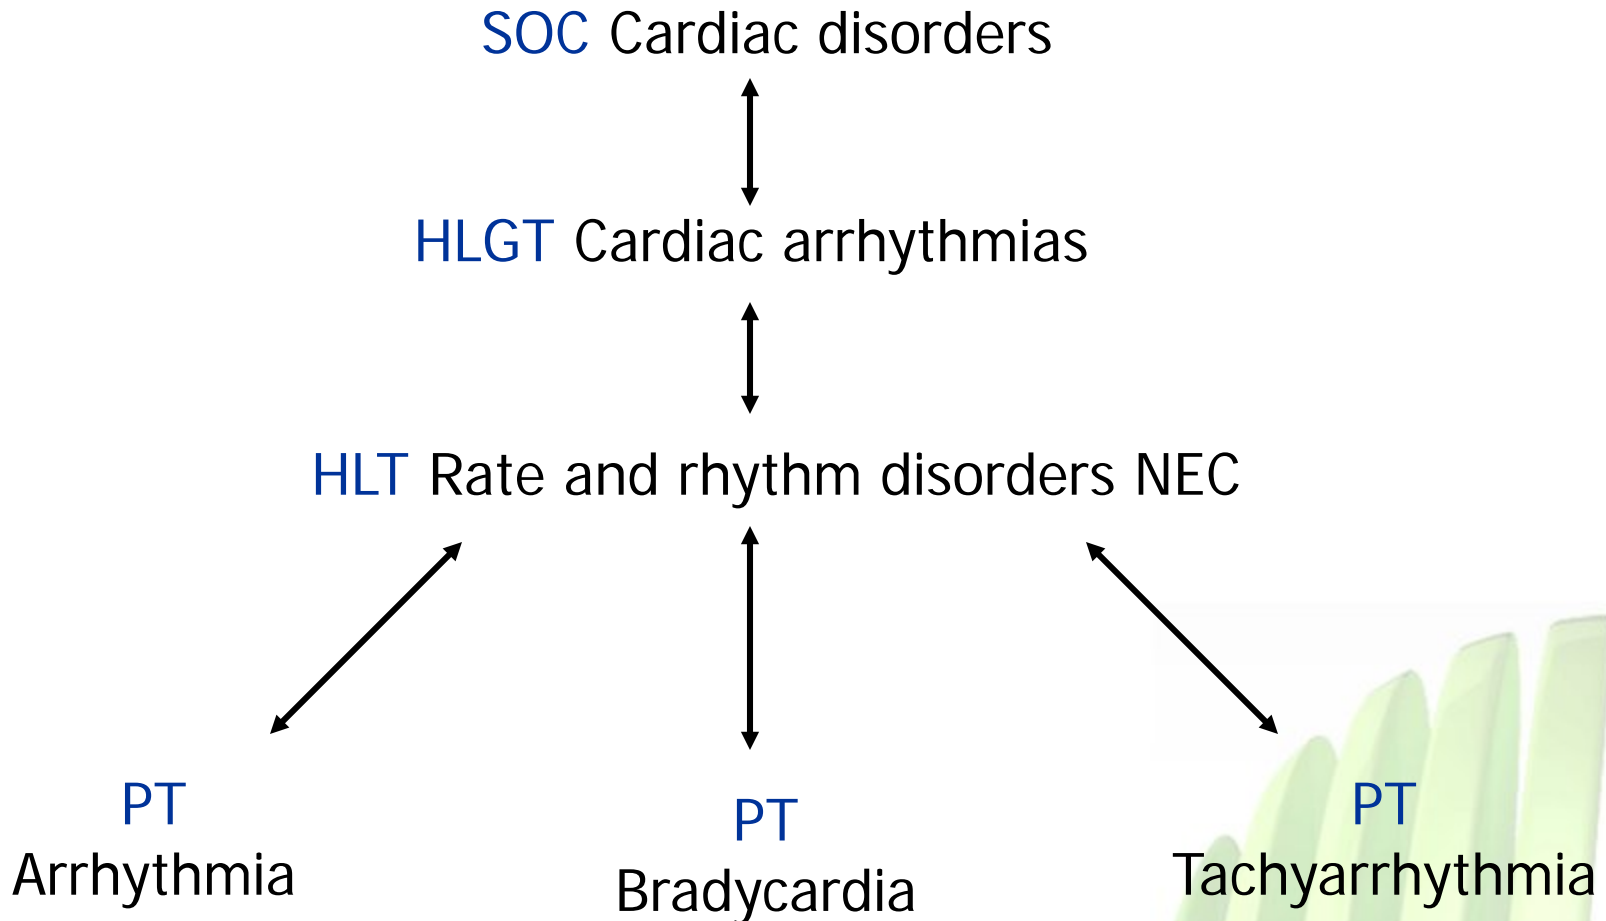 SOC Cardiac disorders
HLGT Cardiac arrhythmias
HLT Rate and rhythm disorders NEC
PT
Arrhythmia
PT
Bradycardia
PT
Tachyarrhythmia